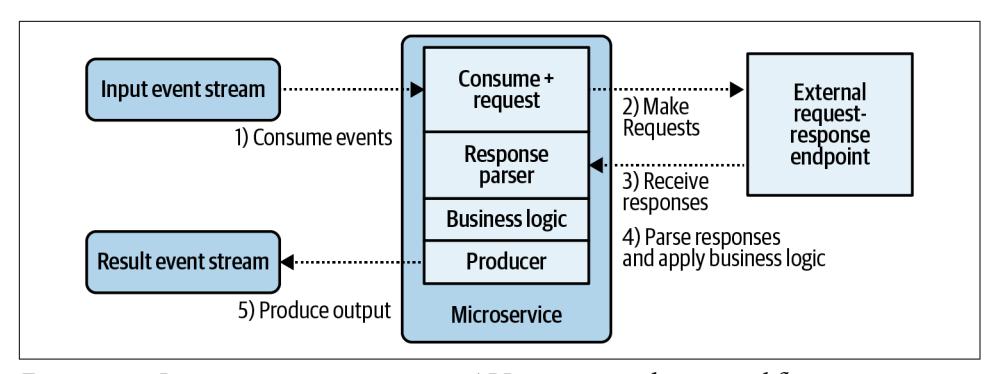 Input event stream
1) Consume events
Consume +
request
2) Make
Requests
External
request-
response
endpoint
Response
parser
3) Receive
responses
Business logic
4) Parse responses
and apply business logic
Result event stream
Producer
5) Produce output
Microservice